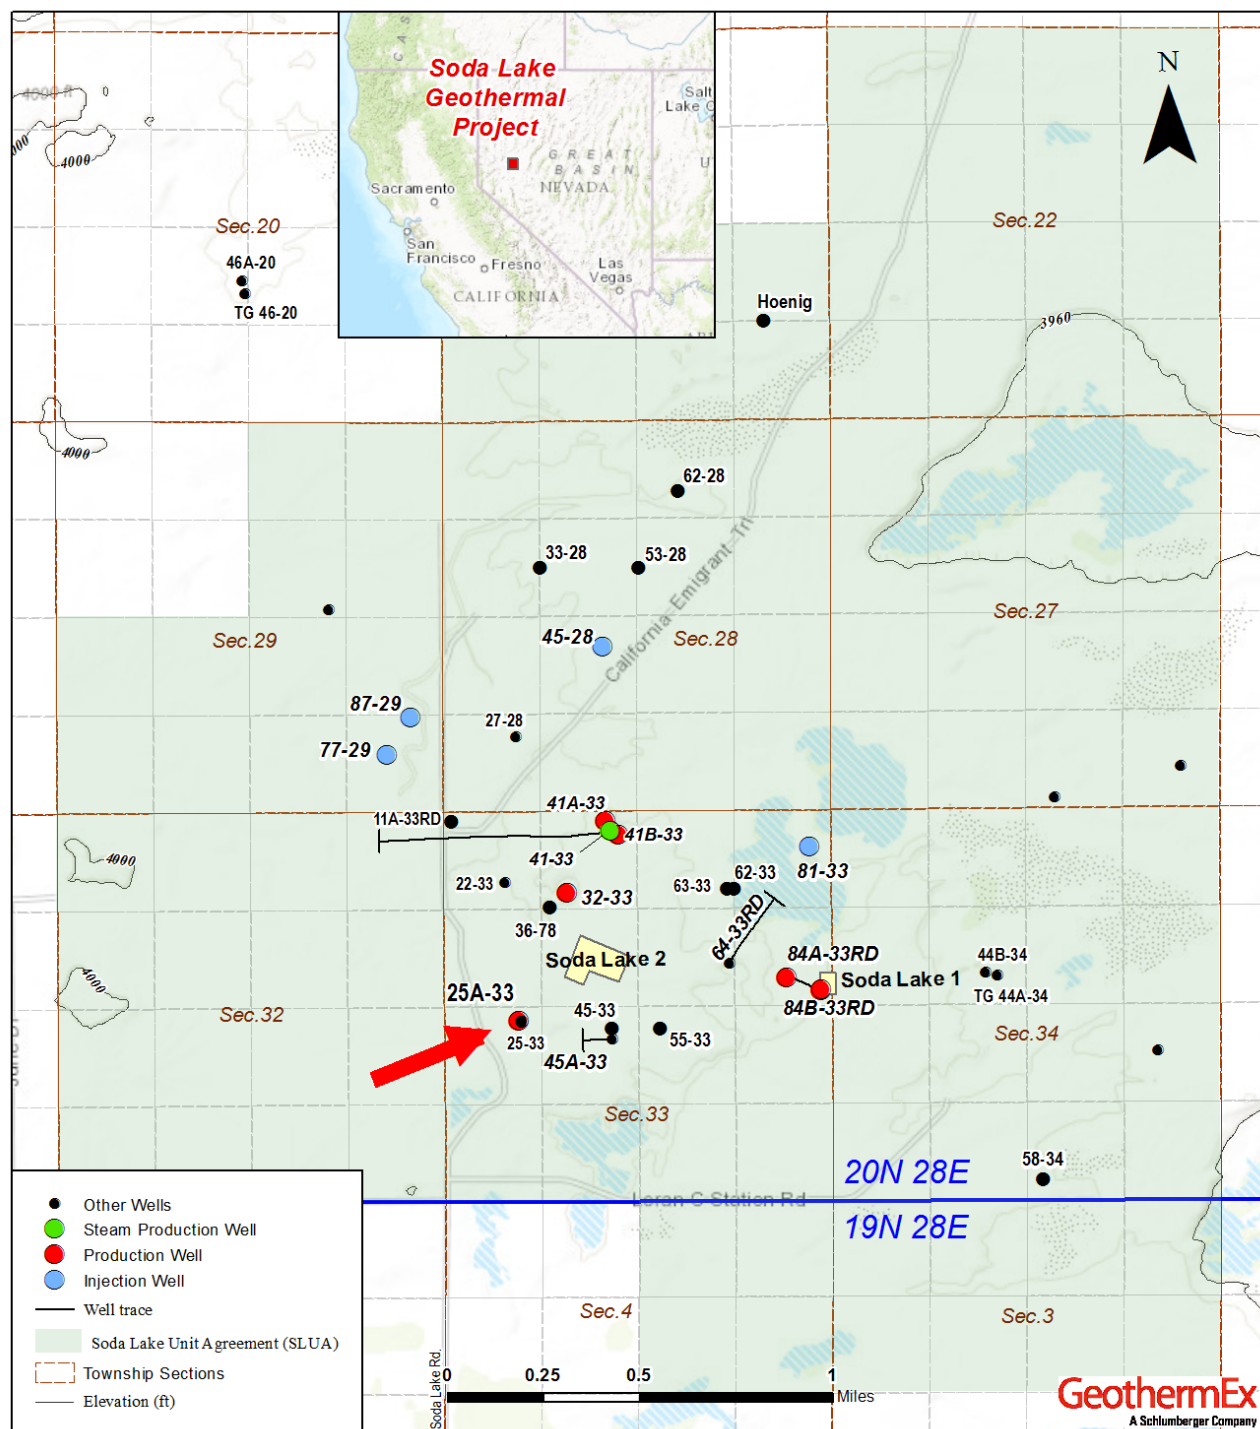 Soda Lake
Geothermal
Project
CAS
Salt
Lake C
GREAT
BASIN
NEVADA
U
Sacramento
San
Francisco
Fresno
Las
Vegas
CALIFORNIA
N
4000 ft
0
4000
Sec.20
46A-20
TG 46-20
Sec.22
Hoenig
3960
4000
62-28
33-28
53-28
California Emigrant Trl
Sec.27
Sec.29
45-28
Sec.28
87-29
27-28
77-29
41A-33
11A-33RD
41B-33
41-33
4000
81-33
22-33
63-33
62-33
32-33
36-78
64-33RD
Soda Lake 2
84A-33RD
44B-34
Soda Lake 1
TG 44A-34
4000
25A-33
84B-33RD
Sec.32
45-33
25-33
55-33
Sec.34
45A-33
Sec.33
58-34
20N 28E
Loran C Station Rd
19N 28E
Other Wells
Steam Production Well
Production Well
Injection Well
Well trace
Soda Lake Unit Agreement (SLUA)
Township Sections
Elevation (ft)
Sec.4
Sec.3
Soda Lake Rd.
0 0.25 0.5 1
Miles
GeothermEx
A Schlumberger Company